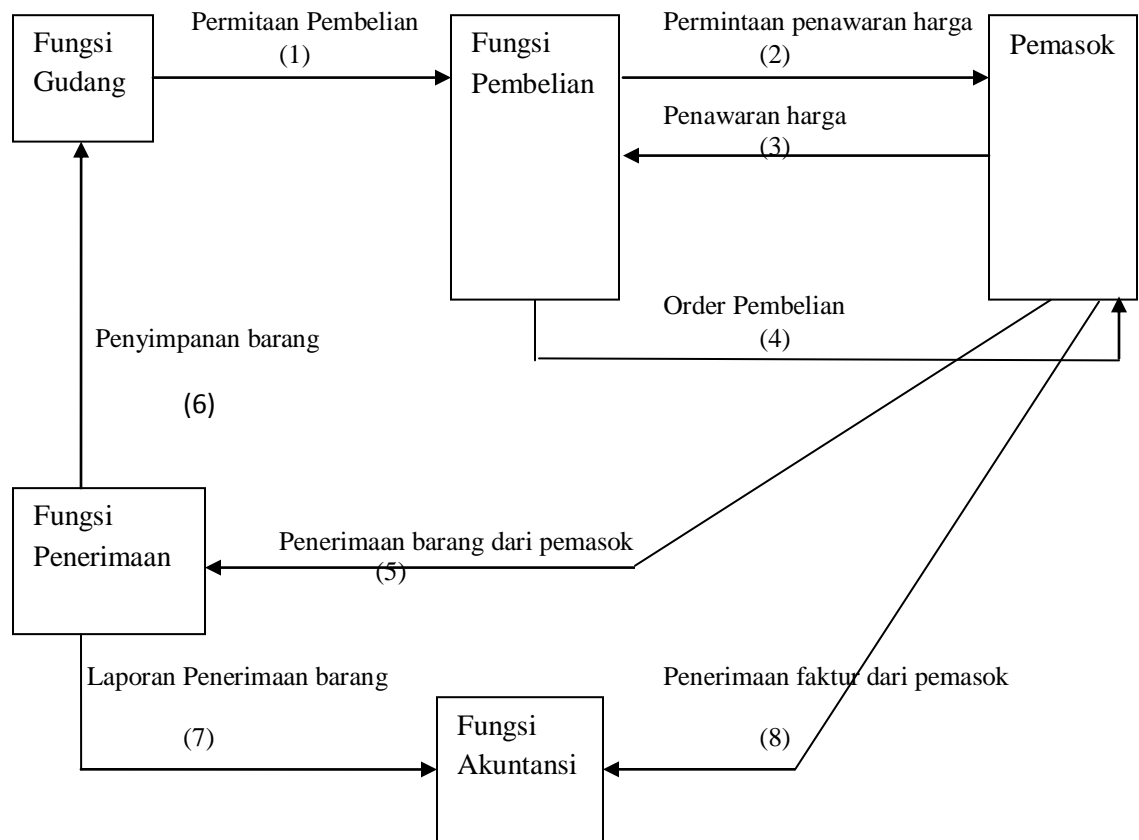 Fungsi
Gudang
Permitaan Pembelian
(1)
Fungsi
Pembelian
Permintaan penawaran harga
(2)
Pemasok
Penawaran harga
(3)
Order Pembelian
(4)
Penyimpanan barang
(6)
Fungsi
Penerimaan
Penerimaan barang dari pemasok
(5)
Laporan Penerimaan barang
(7)
Fungsi
Akuntansi
Penerimaan faktur dari pemasok
(8)